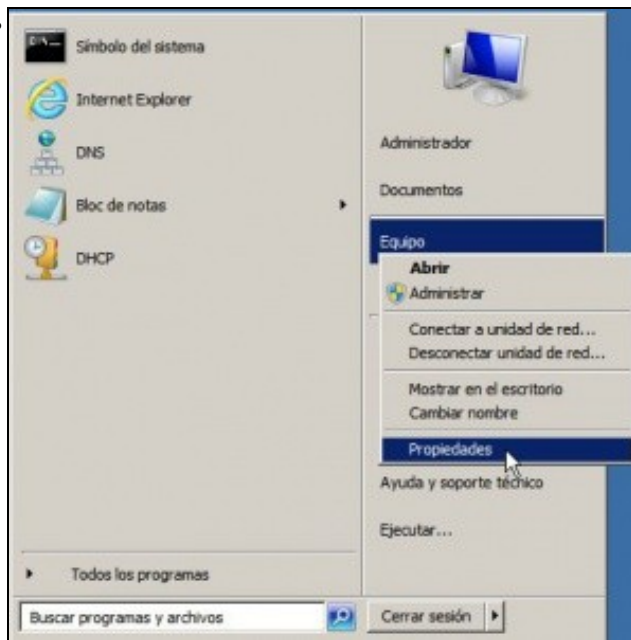 Símbolo del sistema
Internet Explorer
DNS
Bloc de notas
DHCP
Todos los programas
Buscar programas y archivos
Administrador
Documentos
Equipo
Abrir
Administrar
Conectar a unidad de red...
Desconectar unidad de red...
Mostrar en el escritorio
Cambiar nombre
Propiedades
Ayuda y soporte técnico
Ejecutar...
Cerrar sesión